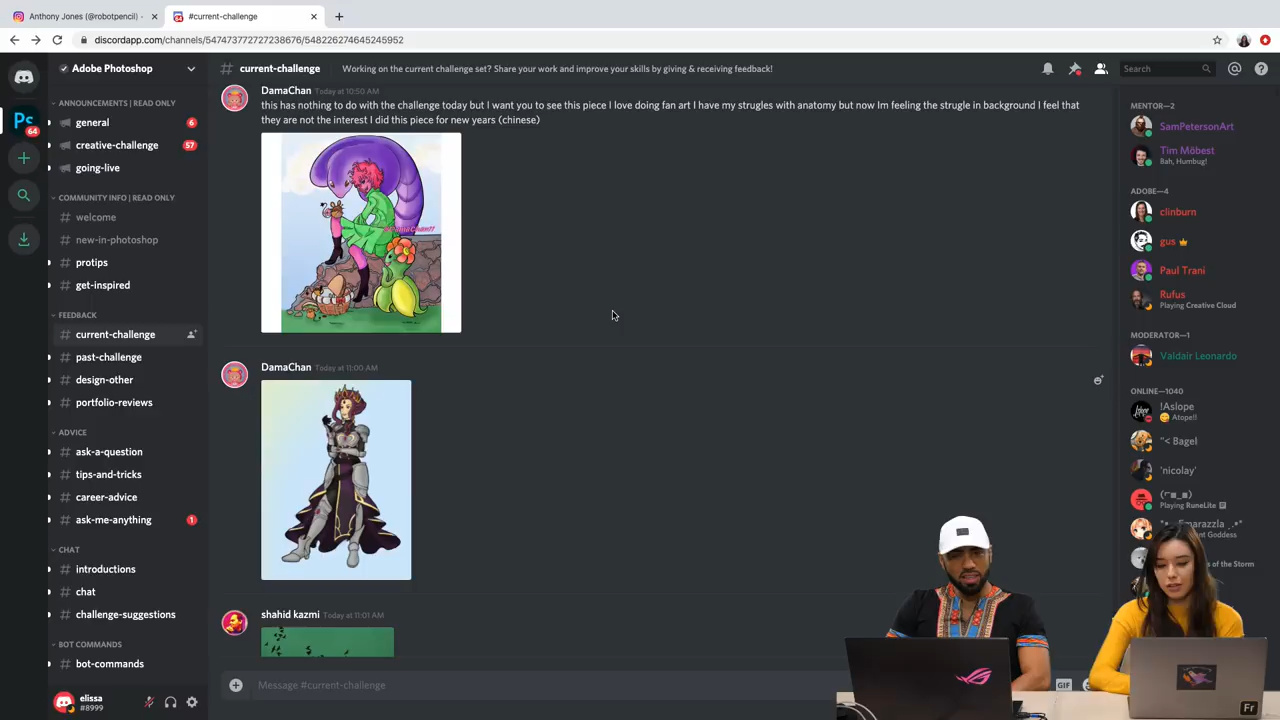 Anthony Jones (@robotpencil) -
#current-challenge
discordapp.com/channels/547473772727238676/548226274645245952
Adobe Photoshop
# current-challenge
Working on the current challenge set? Share your work and improve your skills by giving & receiving feedback!
Search
Ps
64
ANNOUNCEMENTS | READ ONLY
general 6
creative-challenge 57
going-live
COMMUNITY INFO | READ ONLY
# welcome
# new-in-photoshop
# protips
# get-inspired
FEEDBACK
# current-challenge
# past-challenge
# design-other
# portfolio-reviews
ADVICE
# ask-a-question
# tips-and-tricks
# career-advice
# ask-me-anything 1
CHAT
# introductions
# chat
# challenge-suggestions
BOT COMMANDS
# bot-commands
elissa
#8999
DamaChan Today at 10:50 AM
this has nothing to do with the challenge today but I want you to see this piece I love doing fan art I have my strugles with anatomy but now Im feeling the strugle in background I feel that
they are not the interest I did this piece for new years (chinese)
DamaChan Today at 11:00 AM
shahid kazmi Today at 11:01 AM
Message #current-challenge
GIF
MENTOR—2
SamPetersonArt
Tim Möbest
Bah, Humbug!
ADOBE—4
clinburn
gus
Paul Trani
Rufus
Playing Creative Cloud
MODERATOR—1
Valdair Leonardo
ONLINE—1040
!Aslope
Atope!!
"< Bagel
'nicolay'
Playing RuneLite
Emarazzla
Goddess
of the Storm
Fr